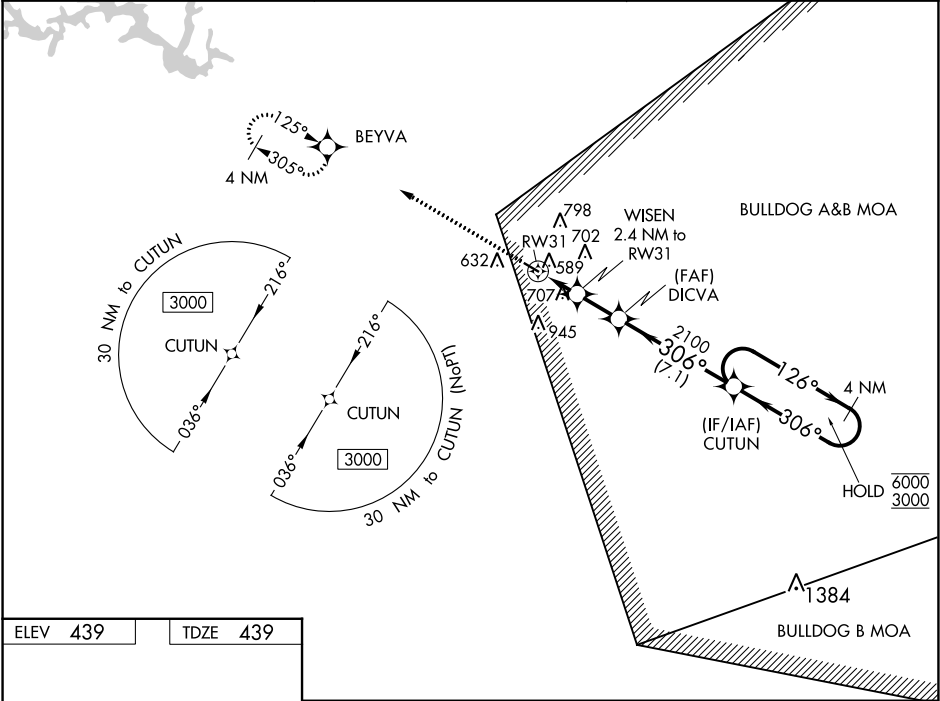 125°
BEYVA
305°
4 NM
BULLDOG A&B MOA
798
WISEN
2.4 NM to
RW31
702
RW31
632
589
(FAF)
DICVA
707
945
30 NM to CUTUN
3000
216°
CUTUN
036°
216°
CUTUN
036°
3000
30 NM to CUTUN (NoPT)
2100
306°
(7.1)
126°
4 NM
306°
(IF/IAF)
CUTUN
HOLD
6000
3000
1384
BULLDOG B MOA
ELEV 439
TDZE 439